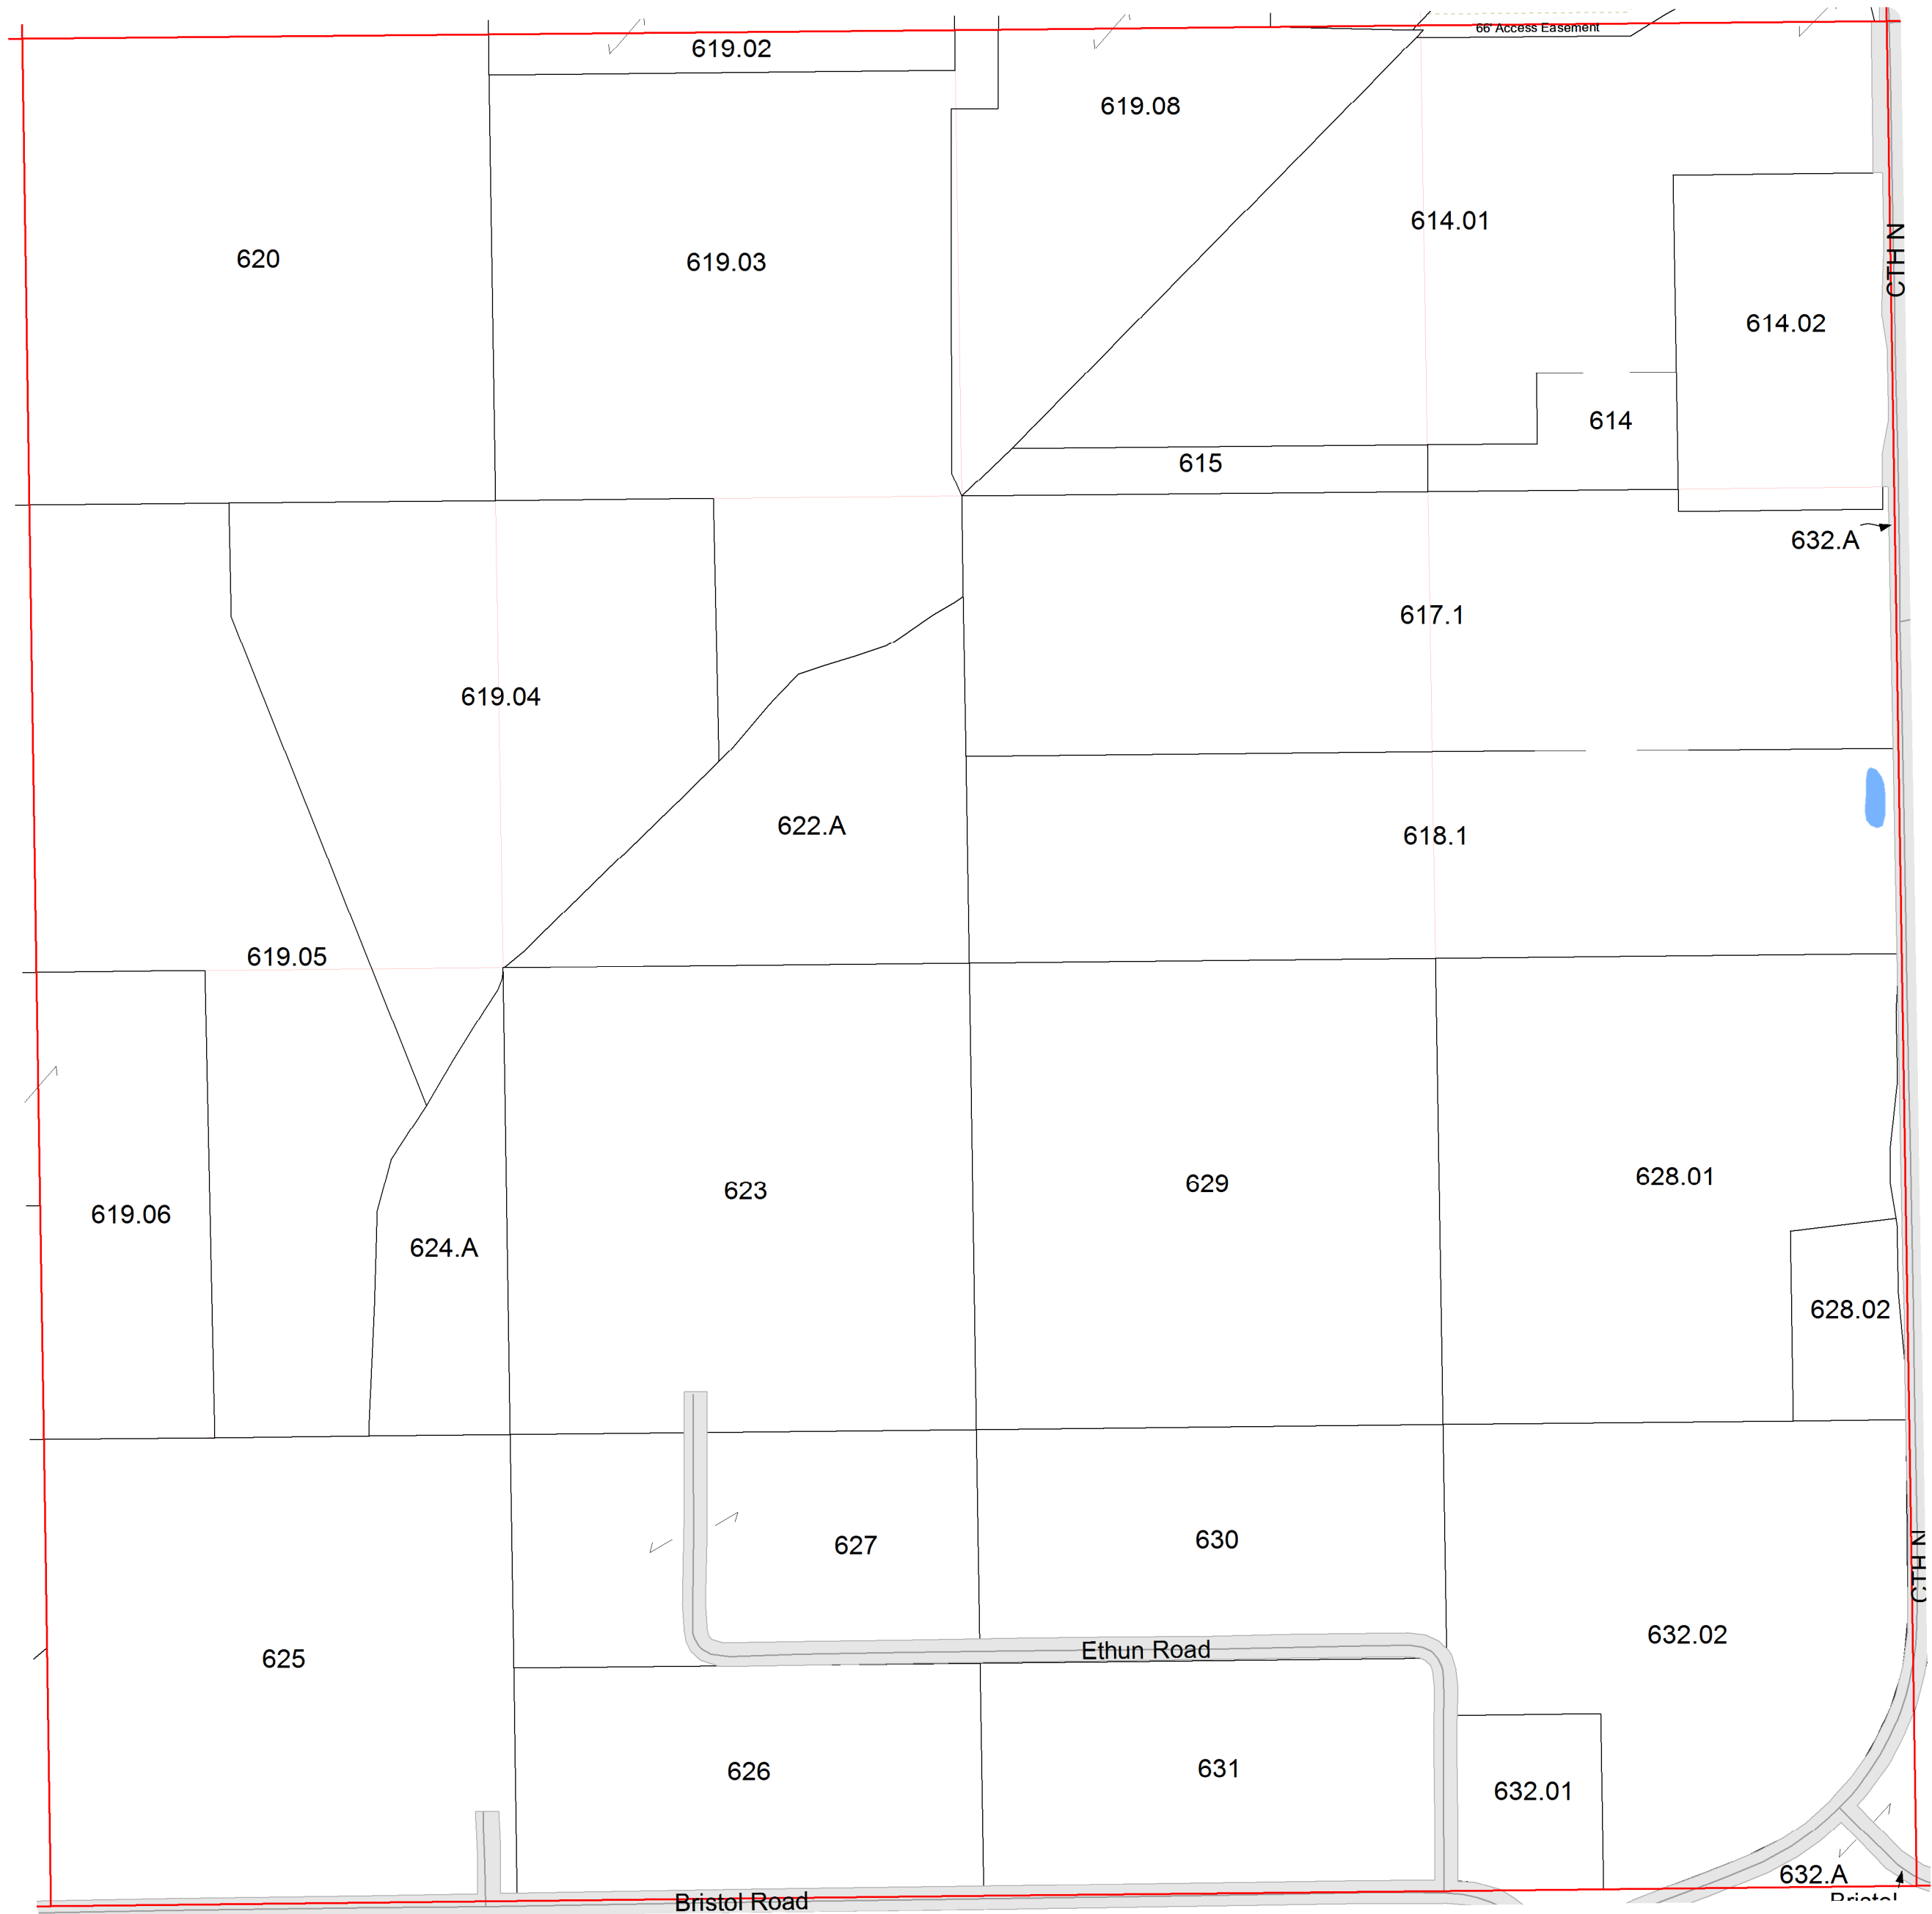 66' Access Easement
619.02
619.08
614.01
620
619.03
CTH N
614.02
614
615
632.A
617.1
619.04
622.A
618.1
619.05
623
629
628.01
619.06
624.A
628.02
627
630
CTH N
632.02
Ethun Road
625
626
631
632.01
632.A
Bristol Road
Bristol